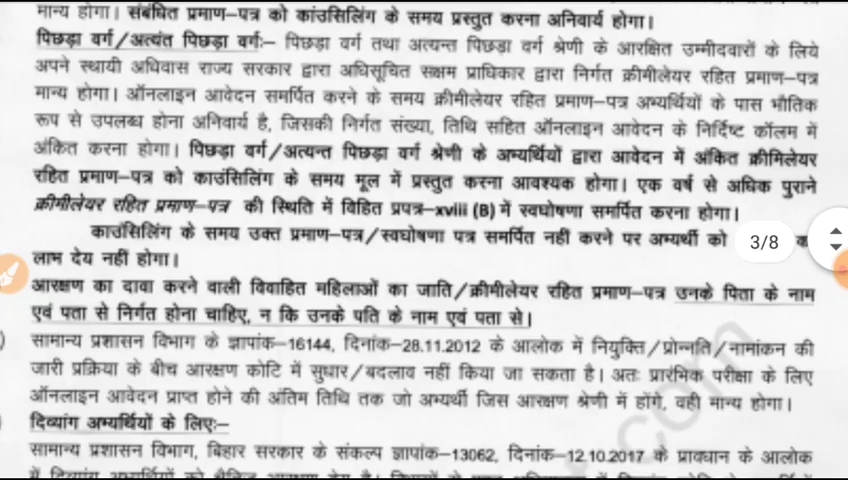 मान्य होगा। संबंधित प्रमाण–पत्र को कांउसिलिंग के समय प्रस्तुत करना अनिवार्य होगा।
पिछड़ा वर्ग/अत्यंत पिछड़ा वर्गः– पिछड़ा वर्ग तथा अत्यन्त पिछड़ा वर्ग श्रेणी के आरक्षित उम्मीदवारों के लिये
अपने स्थायी अधिवास राज्य सरकार द्वारा अधिसूचित सक्षम प्राधिकार द्वारा निर्गत क्रीमीलेयर रहित प्रमाण–पत्र
मान्य होगा। ऑनलाइन आवेदन समर्पित करने के समय क्रीमीलेयर रहित प्रमाण–पत्र अभ्यर्थियों के पास भौतिक
रूप से उपलब्ध होना अनिवार्य है, जिसकी निर्गत संख्या, तिथि सहित ऑनलाइन आवेदन के निर्दिष्ट कॉलम में
अंकित करना होगा। पिछड़ा वर्ग/अत्यन्त पिछड़ा वर्ग श्रेणी के अभ्यर्थियों द्वारा आवेदन में अंकित क्रीमिलेयर
रहित प्रमाण–पत्र को काउंसिलिंग के समय मूल में प्रस्तुत करना आवश्यक होगा। एक वर्ष से अधिक पुराने
क्रीमीलेयर रहित प्रमाण–पत्र की स्थिति में विहित प्रपत्र–xviii (B) में स्वघोषणा समर्पित करना होगा।
काउंसिलिंग के समय उक्त प्रमाण–पत्र/स्वघोषणा पत्र समर्पित नहीं करने पर अभ्यर्थी को 3/8
लाभ देय नहीं होगा।
आरक्षण का दावा करने वाली विवाहित महिलाओं का जाति/क्रीमीलेयर रहित प्रमाण–पत्र उनके पिता के नाम
एवं पता से निर्गत होना चाहिए, न कि उनके पति के नाम एवं पता से।
सामान्य प्रशासन विभाग के ज्ञापांक–16144, दिनांक–28.11.2012 के आलोक में नियुक्ति/प्रोन्नति/नामांकन की
जारी प्रक्रिया के बीच आरक्षण कोटि में सुधार/बदलाव नहीं किया जा सकता है। अतः प्रारंभिक परीक्षा के लिए
ऑनलाईन आवेदन प्राप्त होने की अंतिम तिथि तक जो अभ्यर्थी जिस आरक्षण श्रेणी में होंगे, वही मान्य होगा।
दिव्यांग अभ्यर्थियों के लिएः–
सामान्य प्रशासन विभाग, बिहार सरकार के संकल्प ज्ञापांक–13062, दिनांक–12.10.2017 के प्रावधान के आलोक